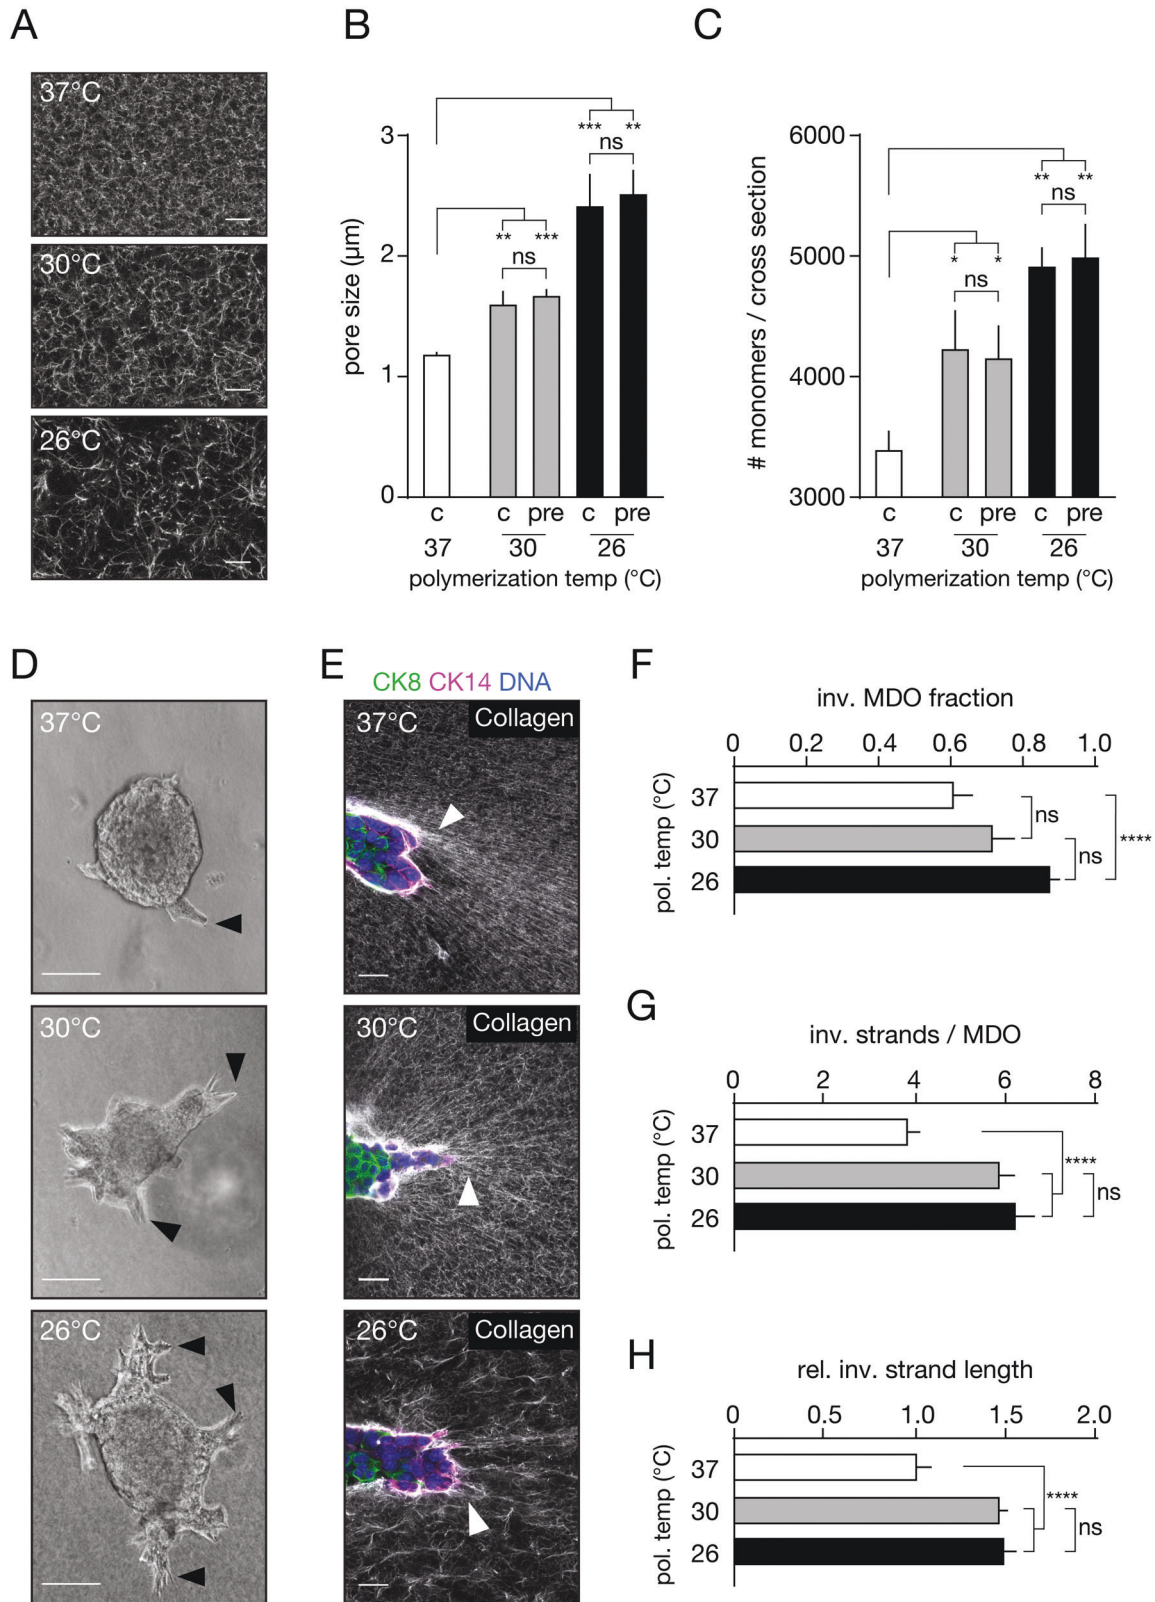 A
37°C
30°C
26°C
B
pore size (µm)
3
2
1
0
*** **
ns
** ***
ns
c c pre c pre
37 30 26
polymerization temp (°C)
C
# monomers / cross section
6000
5000
4000
3000
** **
ns
* *
ns
c c pre c pre
37 30 26
polymerization temp (°C)
D
37°C
30°C
26°C
E
CK8 CK14 DNA
37°C Collagen
30°C Collagen
26°C Collagen
F
inv. MDO fraction
0 0.2 0.4 0.6 0.8 1.0
pol. temp (°C)
37
30
26
ns
ns
****
G
inv. strands / MDO
0 2 4 6 8
pol. temp (°C)
37
30
26
****
ns
H
rel. inv. strand length
0 0.5 1.0 1.5 2.0
pol. temp (°C)
37
30
26
****
ns